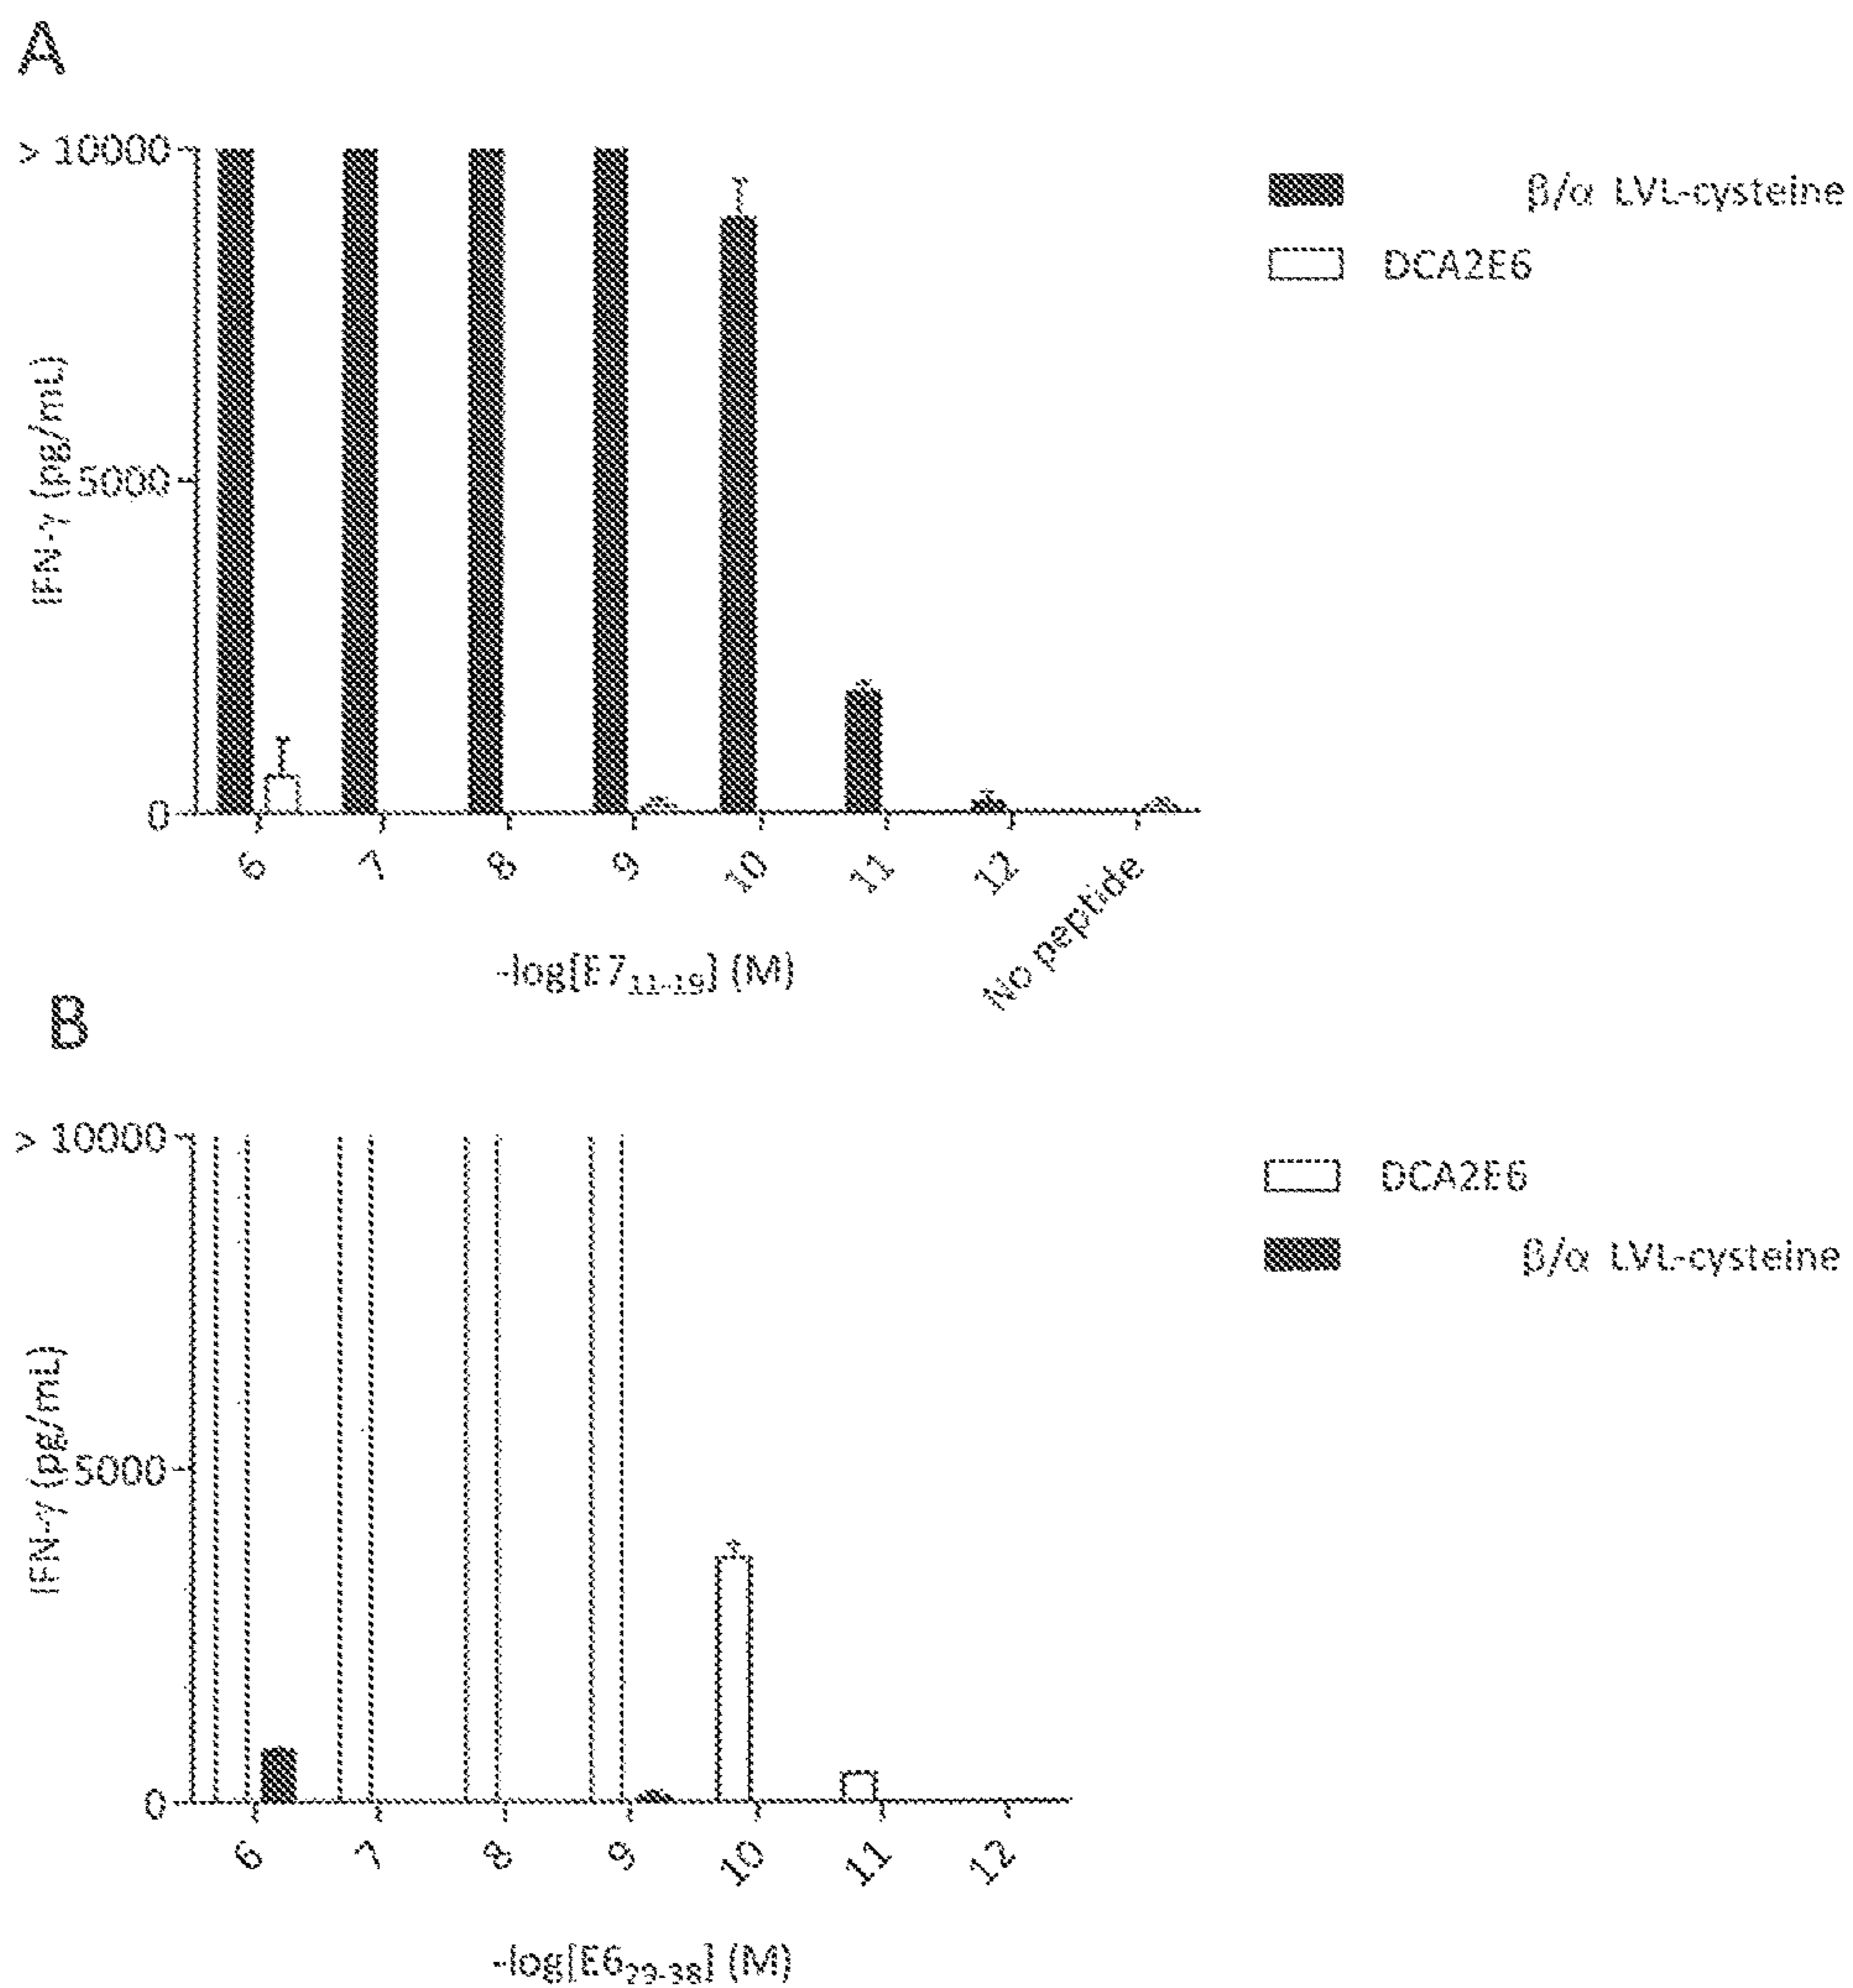 A
> 10000
5000
0
IFN-γ (pg/mL)
β/α LVL-cysteine
DCA2E6
6
7
8
9
10
11
12
No peptide
-log[E7₁₁₋₁₉] (M)
B
> 10000
5000
0
IFN-γ (pg/mL)
DCA2E6
β/α LVL-cysteine
6
7
8
9
10
11
12
-log[E6₂₉₋₃₈] (M)